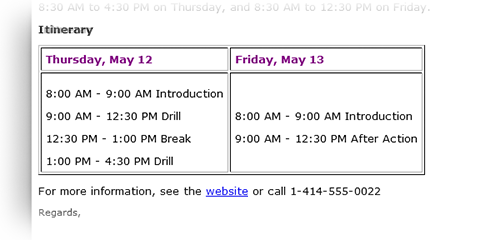 8:30 AM to 4:30 PM on Thursday, and 8:30 AM to 12:30 PM on Friday.
Itinerary
Thursday, May 12
Friday, May 13
8:00 AM - 9:00 AM Introduction
9:00 AM - 12:30 PM Drill
12:30 PM - 1:00 PM Break
1:00 PM - 4:30 PM Drill
8:00 AM - 9:00 AM Introduction
9:00 AM - 12:30 PM After Action
For more information, see the website or call 1-414-555-0022
Regards,